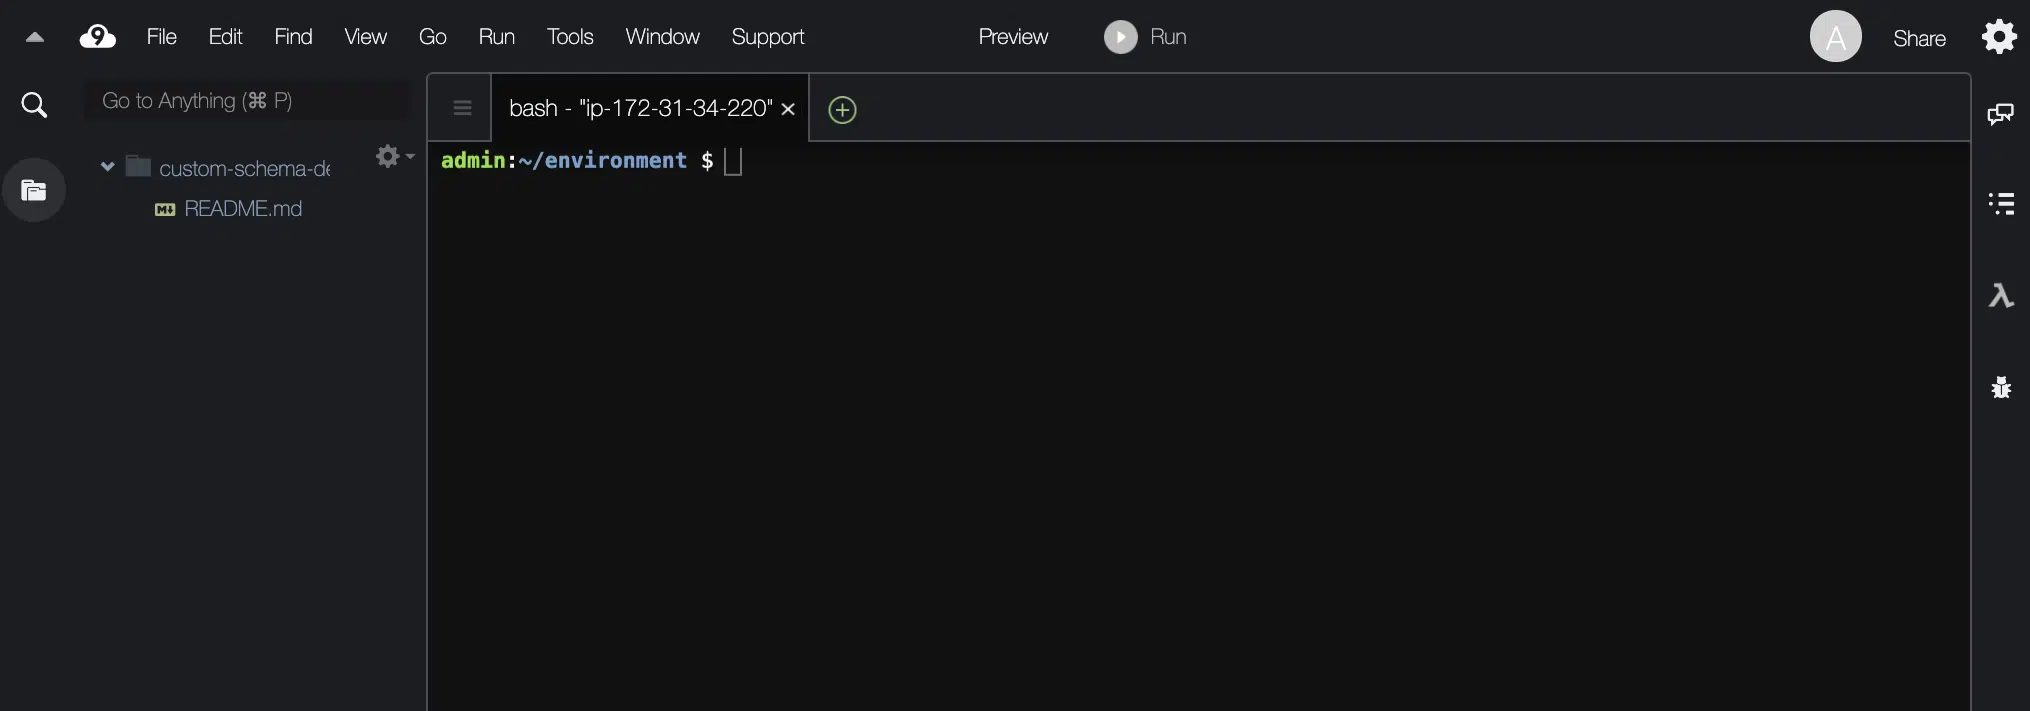 9 File Edit Find View Go Run Tools Window Support Preview Run A Share
Go to Anything (⌘ P)
bash - "ip-172-31-34-220" ×
custom-schema-de
admin:~/environment $
M↓ README.md
λ